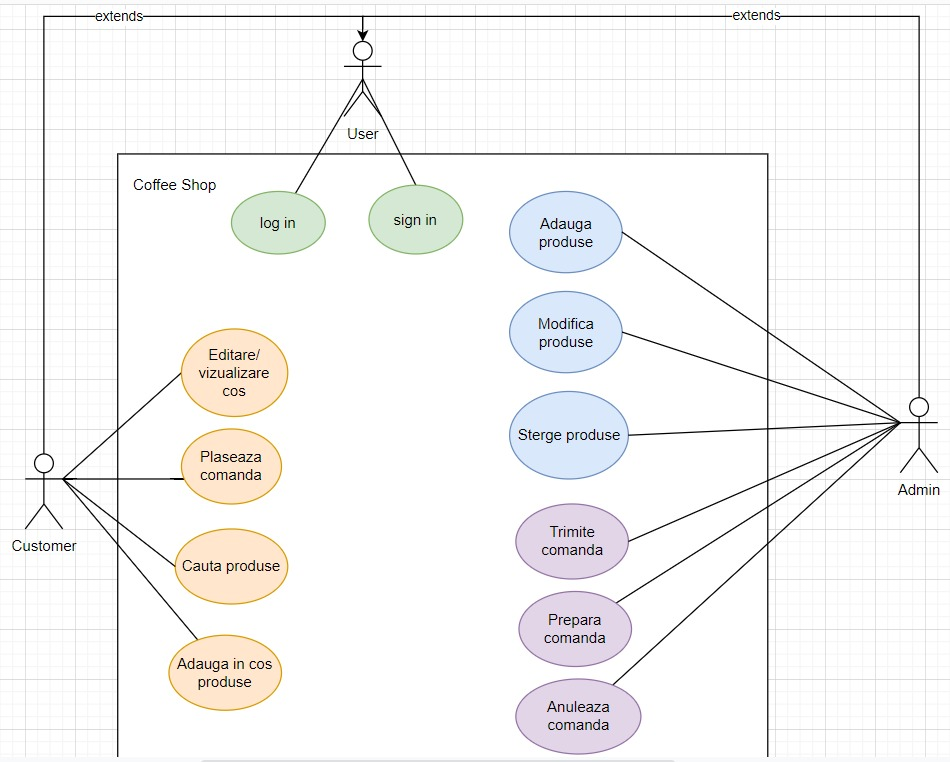 extends
extends
User
Coffee Shop
log in
sign in
Adauga
produse
Modifica
produse
Editare/
vizualizare
cos
Sterge produse
Plaseaza
comanda
Customer
Admin
Trimite
comanda
Cauta produse
Prepara
comanda
Adauga in cos
produse
Anuleaza
comanda